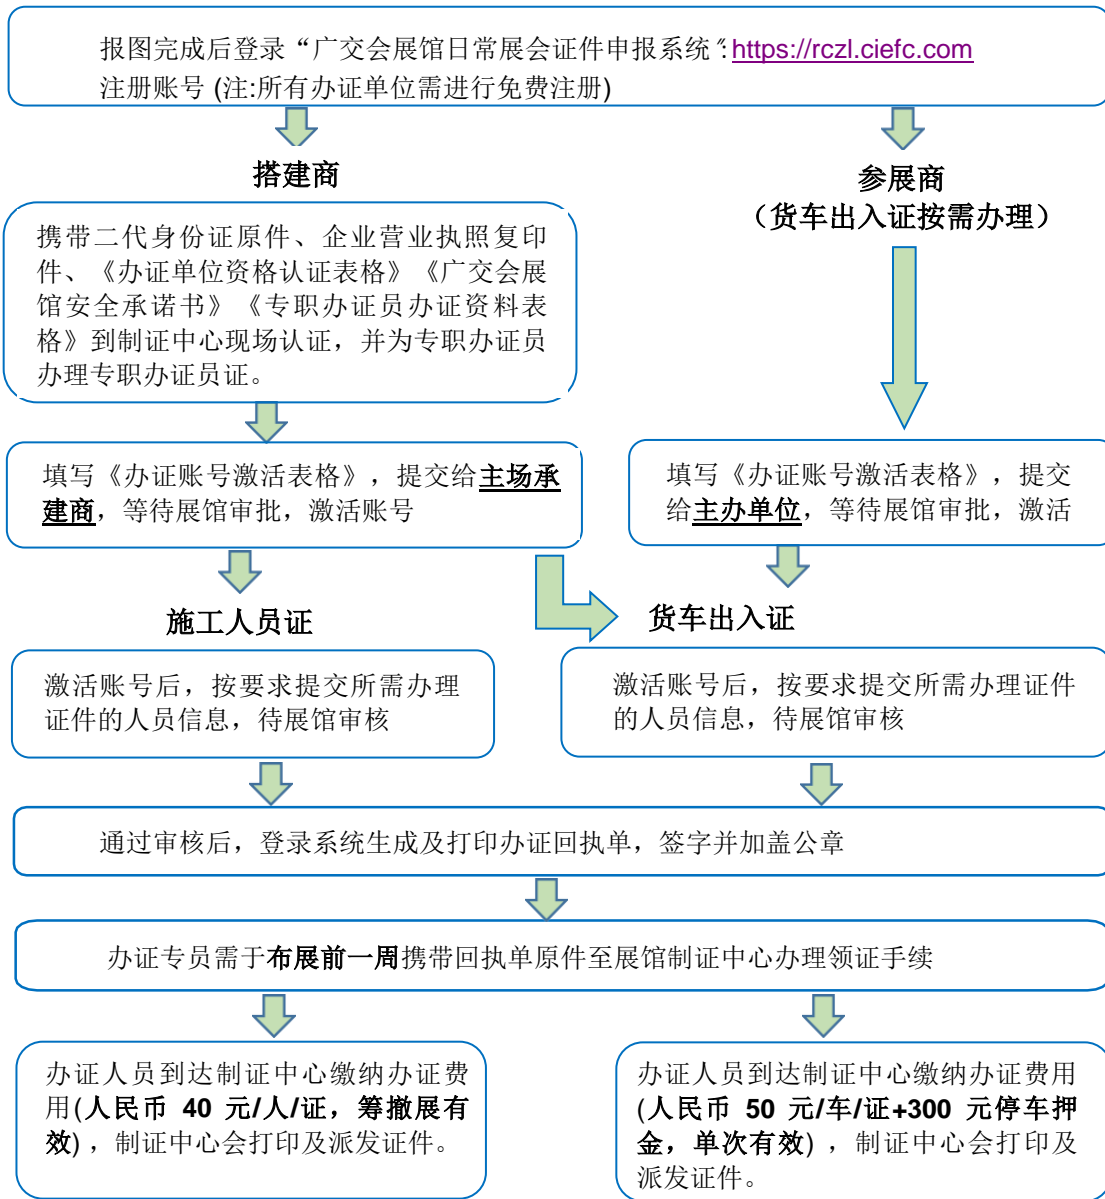 报图完成后登录“广交会展馆日常展会证件申报系统”:https://rczl.ciefc.com
注册账号 (注:所有办证单位需进行免费注册)
搭建商
携带二代身份证原件、企业营业执照复印
件、《办证单位资格认证表格》《广交会展
馆安全承诺书》《专职办证员办证资料表
格》到制证中心现场认证，并为专职办证员
办理专职办证员证。
参展商
（货车出入证按需办理）
填写《办证账号激活表格》，提交给主场承
建商，等待展馆审批，激活账号
填写《办证账号激活表格》，提交
给主办单位，等待展馆审批，激活
施工人员证
激活账号后，按要求提交所需办理
证件的人员信息，待展馆审核
货车出入证
激活账号后，按要求提交所需办理证件
的人员信息，待展馆审核
通过审核后，登录系统生成及打印办证回执单，签字并加盖公章
办证专员需于布展前一周携带回执单原件至展馆制证中心办理领证手续
办证人员到达制证中心缴纳办证费
用(人民币 40 元/人/证，筹撤展有
效) ，制证中心会打印及派发证件。
办证人员到达制证中心缴纳办证费用
(人民币 50 元/车/证+300 元停车押
金，单次有效) ，制证中心会打印及
派发证件。